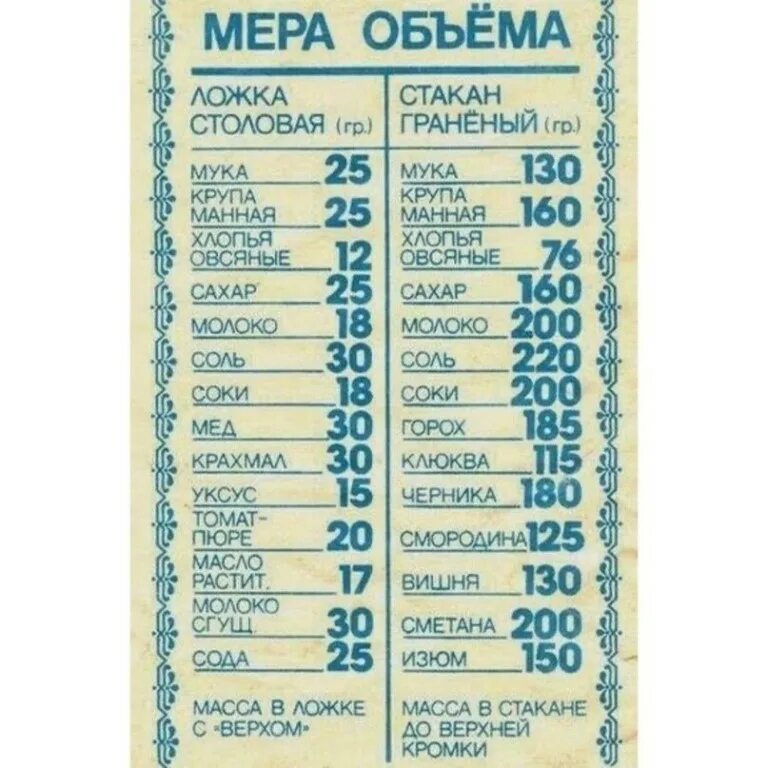 МЕРА ОБЪЁМА
ЛОЖКА
СТОЛОВАЯ (гр.)
МУКА 25
КРУПА
МАННАЯ 25
ХЛОПЬЯ
ОВСЯНЫЕ 12
САХАР 25
МОЛОКО 18
СОЛЬ 30
СОКИ 18
МЕД 30
КРАХМАЛ 30
УКСУС 15
ТОМАТ-
ПЮРЕ 20
МАСЛО
РАСТИТ. 17
МОЛОКО
СГУЩ. 30
СОДА 25
МАССА В ЛОЖКЕ
С «ВЕРХОМ»
СТАКАН
ГРАНЁНЫЙ (гр.)
МУКА 130
КРУПА
МАННАЯ 160
ХЛОПЬЯ
ОВСЯНЫЕ 76
САХАР 160
МОЛОКО 200
СОЛЬ 220
СОКИ 200
ГОРОХ 185
КЛЮКВА 115
ЧЕРНИКА 180
СМОРОДИНА 125
ВИШНЯ 130
СМЕТАНА 200
ИЗЮМ 150
МАССА В СТАКАНЕ
ДО ВЕРХНЕЙ
КРОМКИ